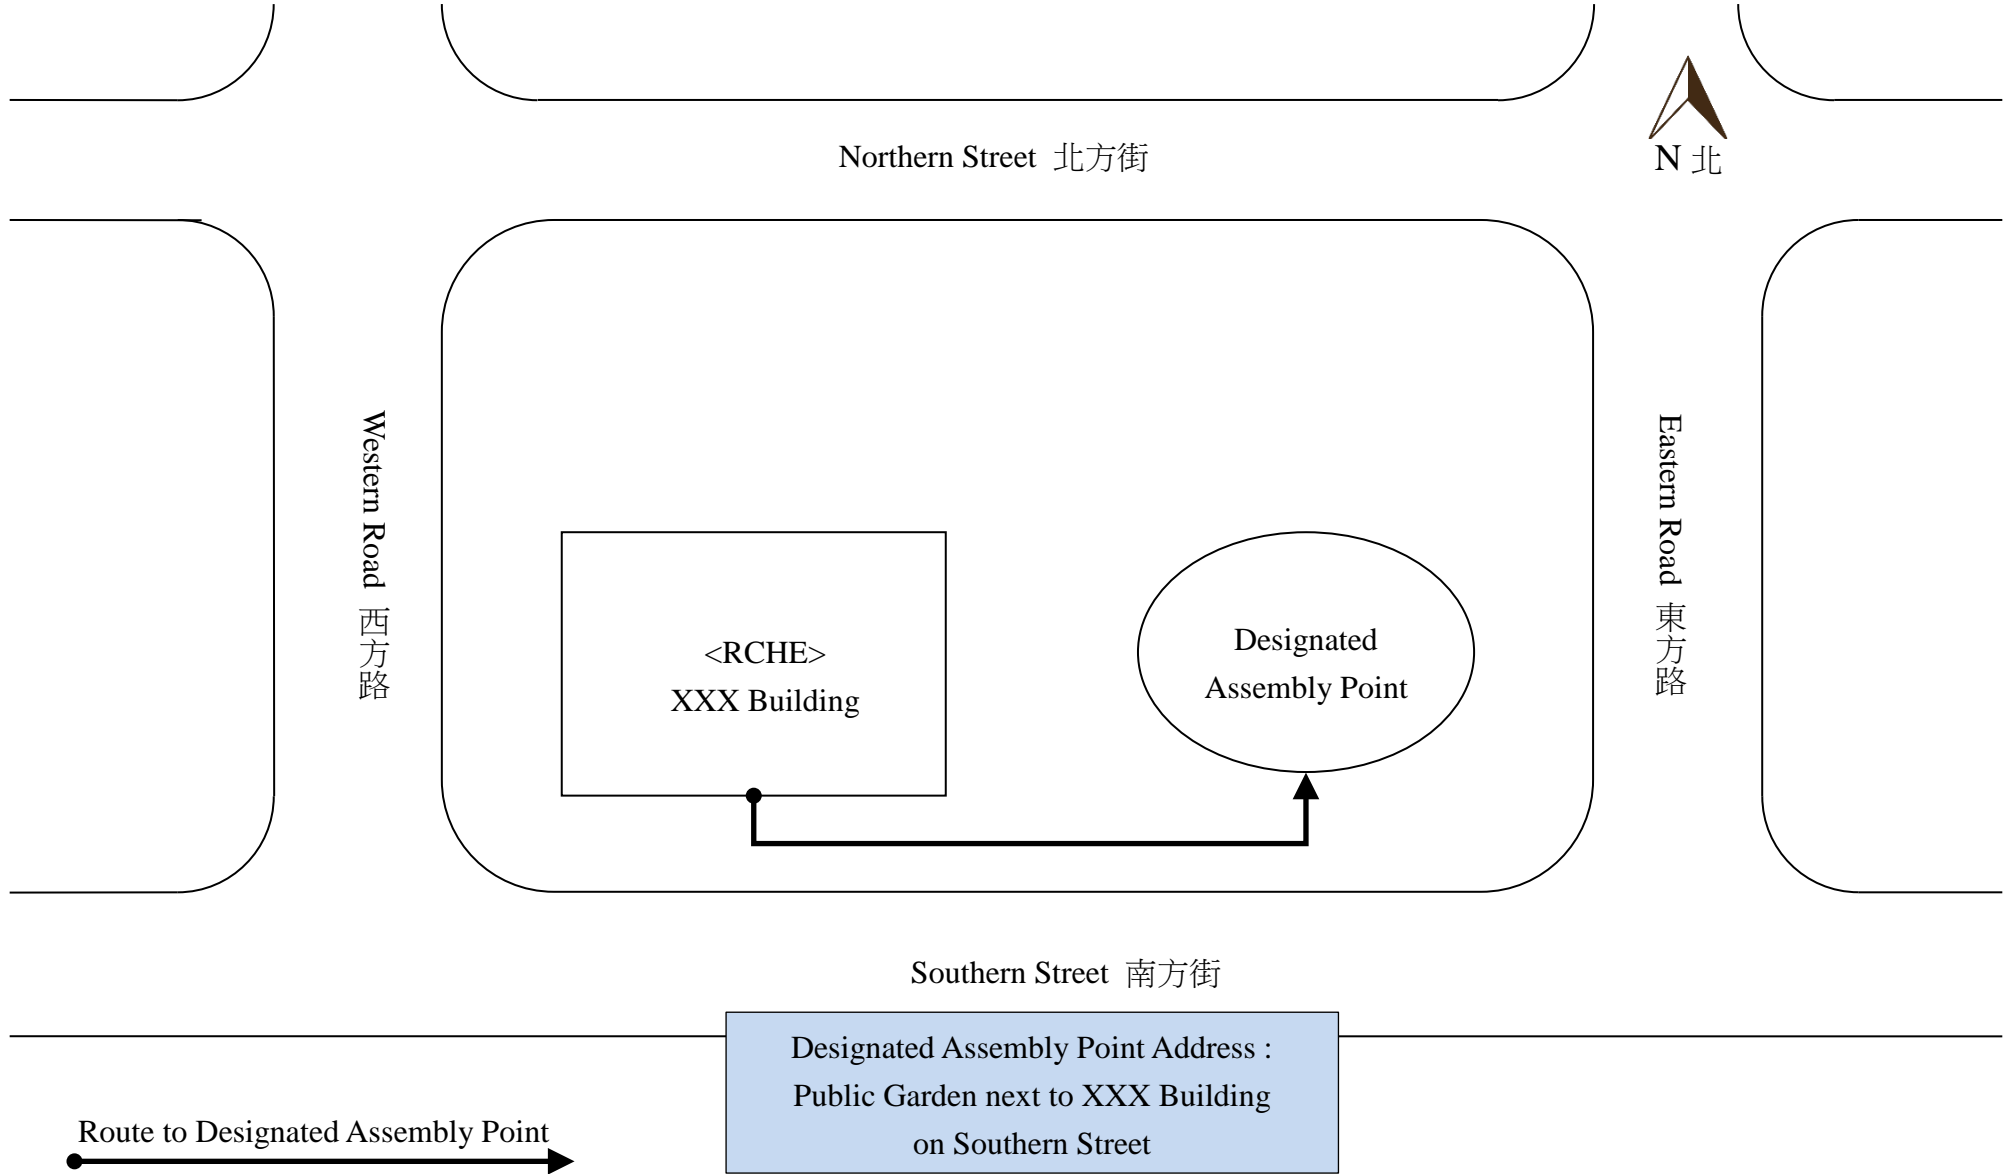 Northern Street 北方街
N 北
Western Road 西方路
Eastern Road 東方路
<RCHE>
XXX Building
Designated
Assembly Point
Southern Street 南方街
Designated Assembly Point Address :
Public Garden next to XXX Building
on Southern Street
Route to Designated Assembly Point